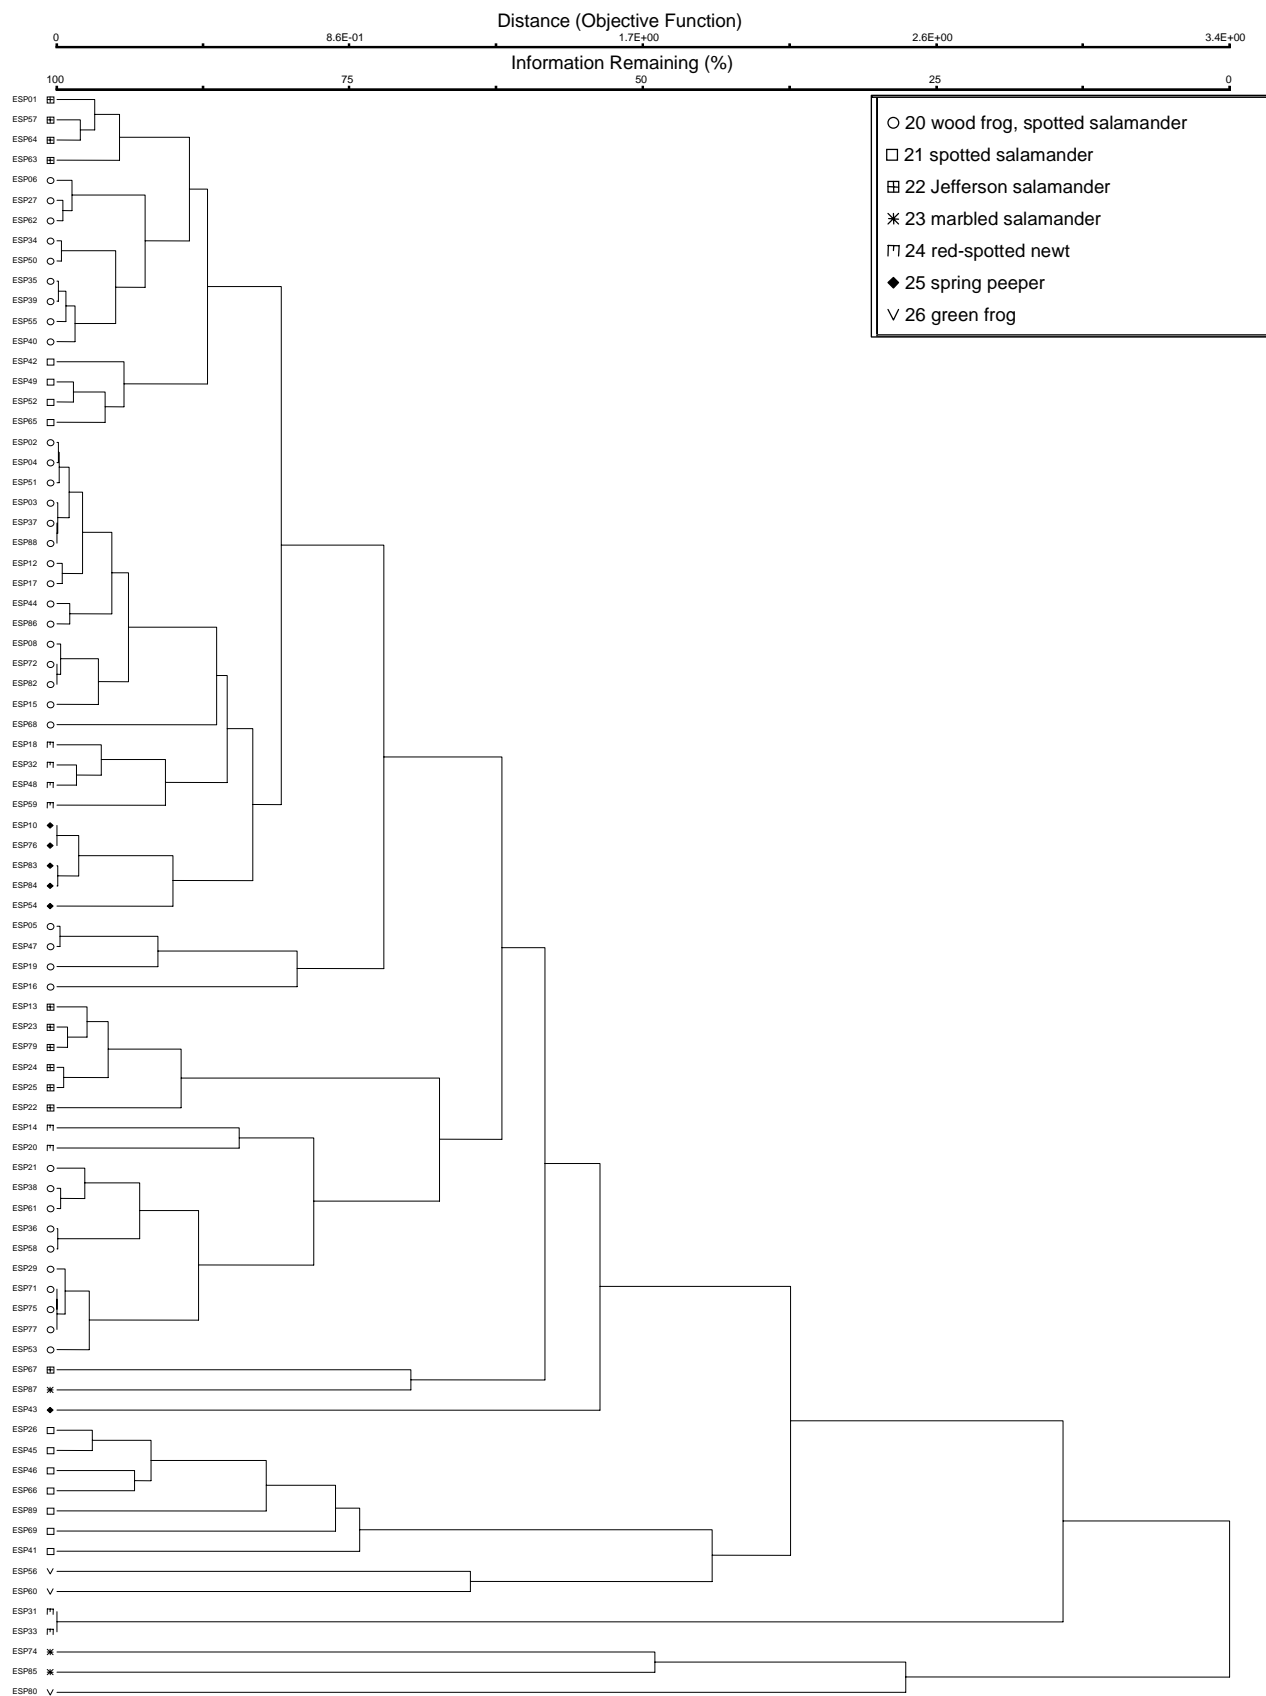 Distance (Objective Function)
0 8.6E-01 1.7E+00 2.6E+00 3.4E+00
Information Remaining (%)
100 75 50 25 0
20 wood frog, spotted salamander
21 spotted salamander
22 Jefferson salamander
23 marbled salamander
24 red-spotted newt
25 spring peeper
26 green frog
ESP01
ESP57
ESP64
ESP63
ESP06
ESP27
ESP62
ESP34
ESP50
ESP35
ESP39
ESP55
ESP40
ESP42
ESP49
ESP52
ESP65
ESP02
ESP04
ESP51
ESP03
ESP37
ESP88
ESP12
ESP17
ESP44
ESP86
ESP08
ESP72
ESP82
ESP15
ESP68
ESP18
ESP32
ESP48
ESP59
ESP10
ESP76
ESP83
ESP84
ESP54
ESP05
ESP47
ESP19
ESP16
ESP13
ESP23
ESP79
ESP24
ESP25
ESP22
ESP14
ESP20
ESP21
ESP38
ESP61
ESP36
ESP58
ESP29
ESP71
ESP75
ESP77
ESP53
ESP67
ESP87
ESP43
ESP26
ESP45
ESP46
ESP66
ESP89
ESP69
ESP41
ESP56
ESP60
ESP31
ESP33
ESP74
ESP85
ESP80